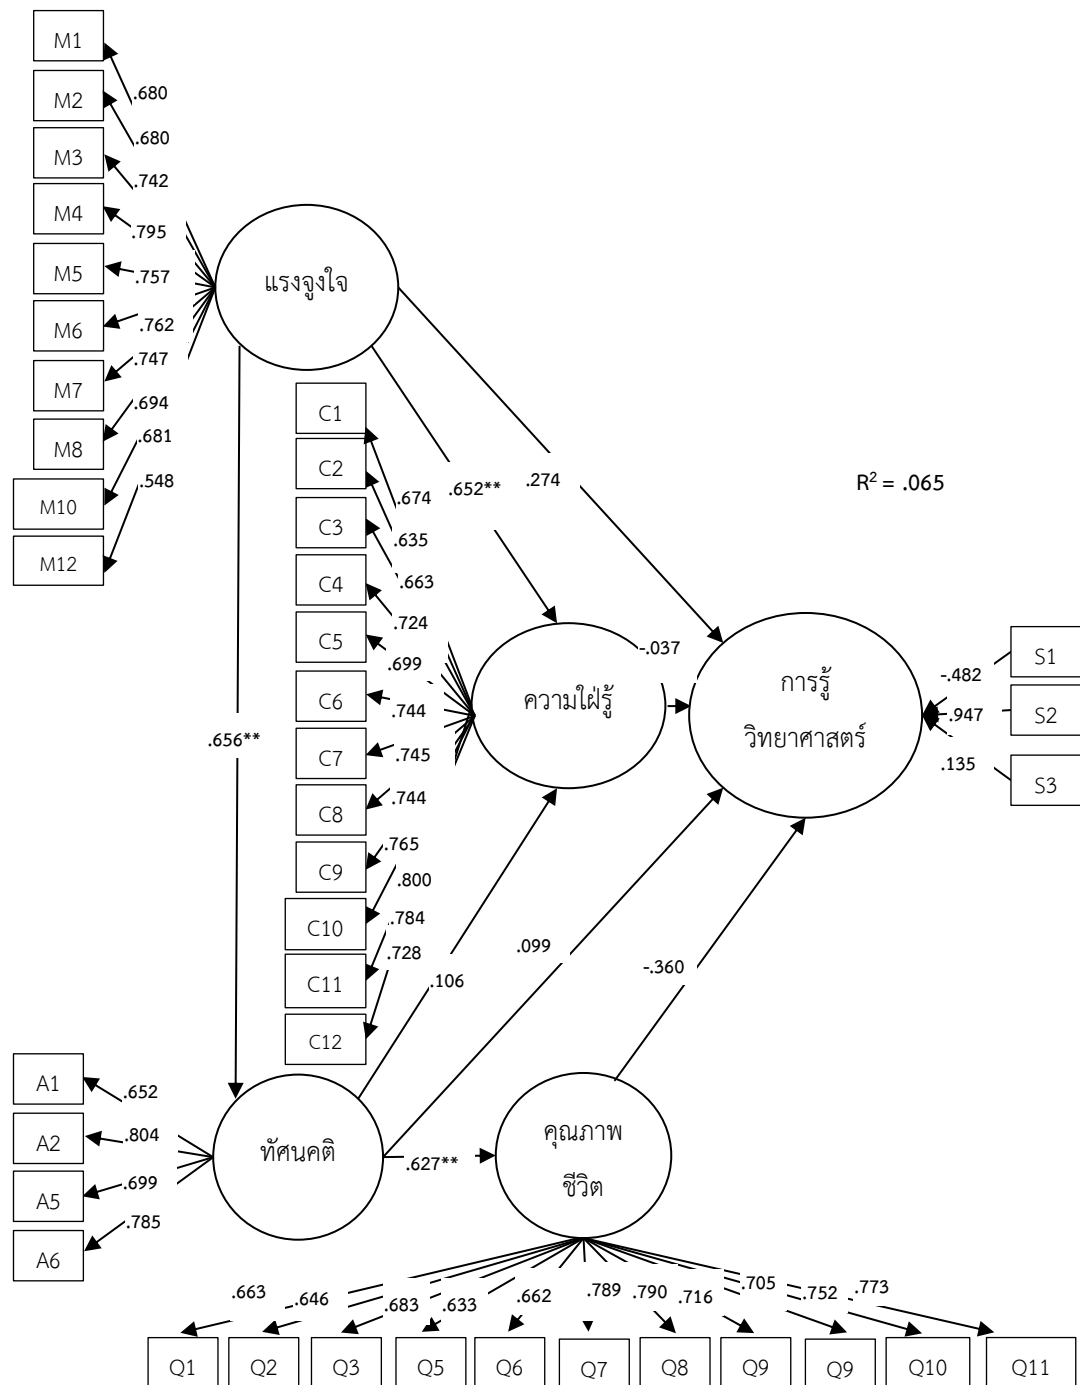 M1
.680
M2
.680
M3
.742
M4
.795
M5
.757
M6
.762
M7
.747
M8
.694
M10
.681
M12
.548
แรงจูงใจ
C1
.674
C2
.635
C3
.663
C4
.724
C5
.699
C6
.744
C7
.745
C8
.744
C9
.765
C10
.800
C11
.784
C12
.728
.652**
.274
R² = .065
.656**
ความใฝ่รู้
-.037
การรู้
วิทยาศาสตร์
-.482
S1
.947
S2
.135
S3
.106
.099
-.360
A1
.652
A2
.804
A5
.699
A6
.785
ทัศนคติ
.627**
คุณภาพ
ชีวิต
.663
.646
.683
.633
.662
.789
.790
.716
.705
.752
.773
Q1
Q2
Q3
Q5
Q6
Q7
Q8
Q9
Q9
Q10
Q11